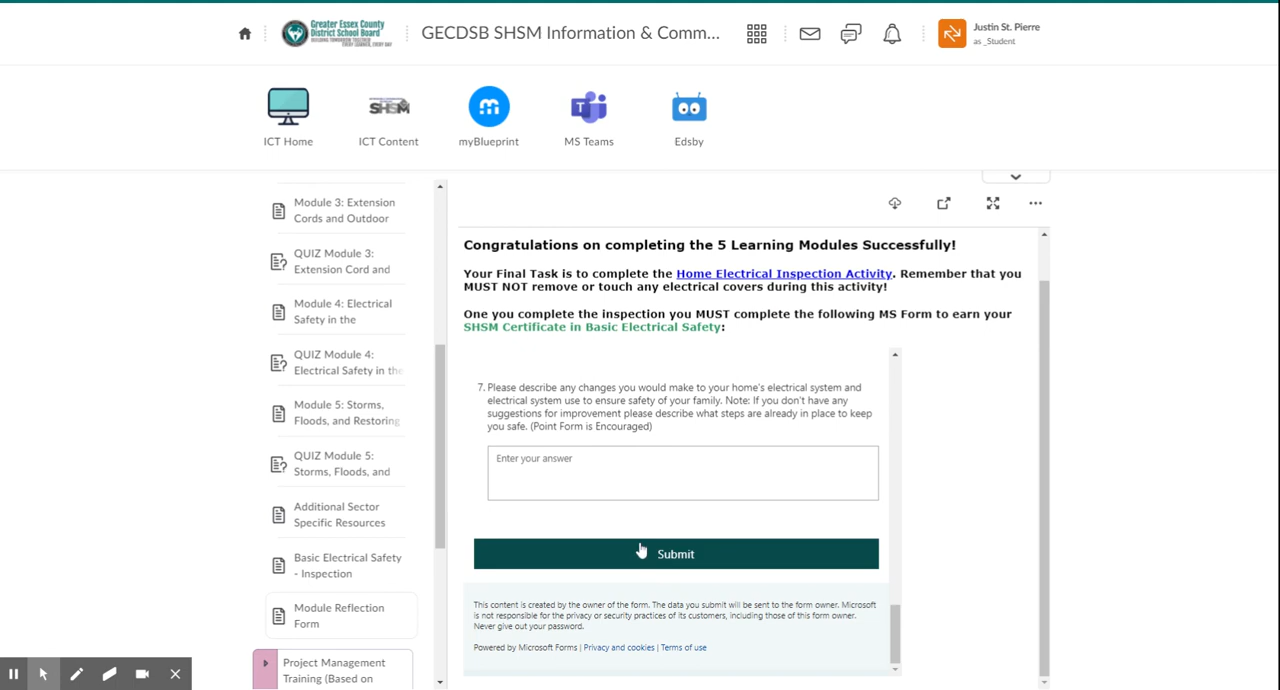 Greater Essex County
District School Board
BUILDING TOMORROW TOGETHER
EVERY LEARNER, EVERY DAY
GECDSB SHSM Information & Comm...
Justin St. Pierre
as _Student
SHSM
ICT Home
ICT Content
myBlueprint
MS Teams
Edsby
Module 3: Extension
Cords and Outdoor
QUIZ Module 3:
Extension Cord and
Module 4: Electrical
Safety in the
QUIZ Module 4:
Electrical Safety in the
Module 5: Storms,
Floods, and Restoring
QUIZ Module 5:
Storms, Floods, and
Additional Sector
Specific Resources
Basic Electrical Safety
- Inspection
Module Reflection
Form
Project Management
Training (Based on
Congratulations on completing the 5 Learning Modules Successfully!
Your Final Task is to complete the Home Electrical Inspection Activity. Remember that you
MUST NOT remove or touch any electrical covers during this activity!
One you complete the inspection you MUST complete the following MS Form to earn your
SHSM Certificate in Basic Electrical Safety:
7. Please describe any changes you would make to your home's electrical system and
electrical system use to ensure safety of your family. Note: If you don't have any
suggestions for improvement please describe what steps are already in place to keep
you safe. (Point Form is Encouraged)
Enter your answer
Submit
This content is created by the owner of the form. The data you submit will be sent to the form owner. Microsoft
is not responsible for the privacy or security practices of its customers, including those of this form owner.
Never give out your password.
Powered by Microsoft Forms | Privacy and cookies | Terms of use